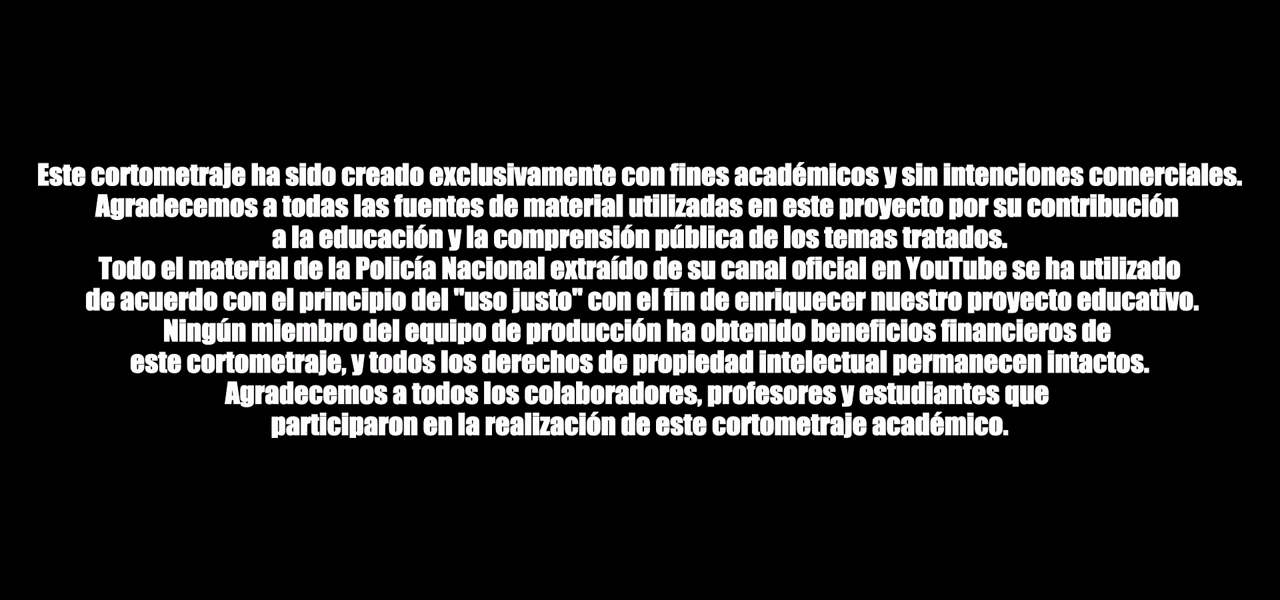 Este cortometraje ha sido creado exclusivamente con fines académicos y sin intenciones comerciales.
Agradecemos a todas las fuentes de material utilizadas en este proyecto por su contribución
a la educación y la comprensión pública de los temas tratados.
Todo el material de la Policía Nacional extraído de su canal oficial en YouTube se ha utilizado
de acuerdo con el principio del "uso justo" con el fin de enriquecer nuestro proyecto educativo.
Ningún miembro del equipo de producción ha obtenido beneficios financieros de
este cortometraje, y todos los derechos de propiedad intelectual permanecen intactos.
Agradecemos a todos los colaboradores, profesores y estudiantes que
participaron en la realización de este cortometraje académico.